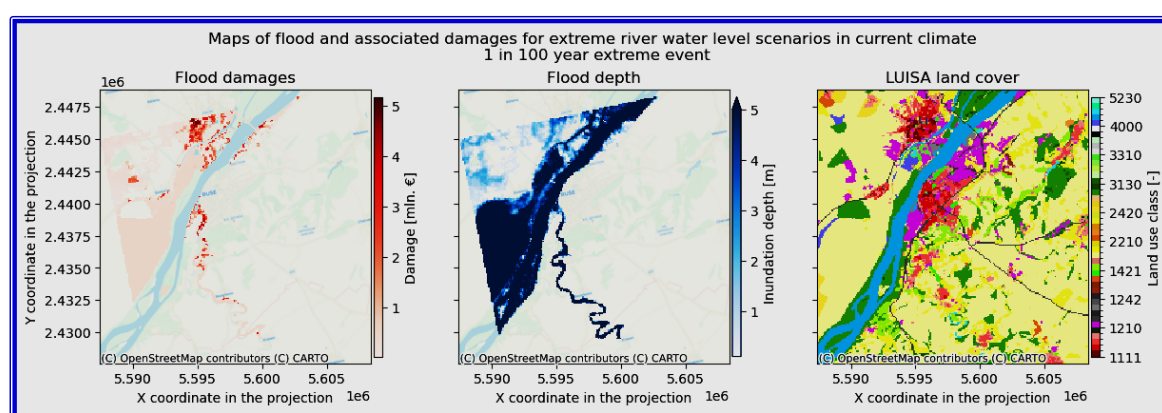 Maps of flood and associated damages for extreme river water level scenarios in current climate
1 in 100 year extreme event
Flood damages
1e6
2.4475
2.4450
2.4425
2.4400
2.4375
2.4350
2.4325
2.4300
Y coordinate in the projection
(C) OpenStreetMap contributors (C) CARTO
5.590
5.595
5.600
5.605
1e6
X coordinate in the projection
5
4
3
2
1
Damage [mln. €]
Flood depth
(C) OpenStreetMap contributors (C) CARTO
5.590
5.595
5.600
5.605
1e6
X coordinate in the projection
5
4
3
2
1
Inundation depth [m]
LUISA land cover
(C) OpenStreetMap contributors (C) CARTO
5.590
5.595
5.600
5.605
1e6
X coordinate in the projection
5230
4000
3310
3130
2420
2210
1421
1242
1210
1111
Land use class [-]